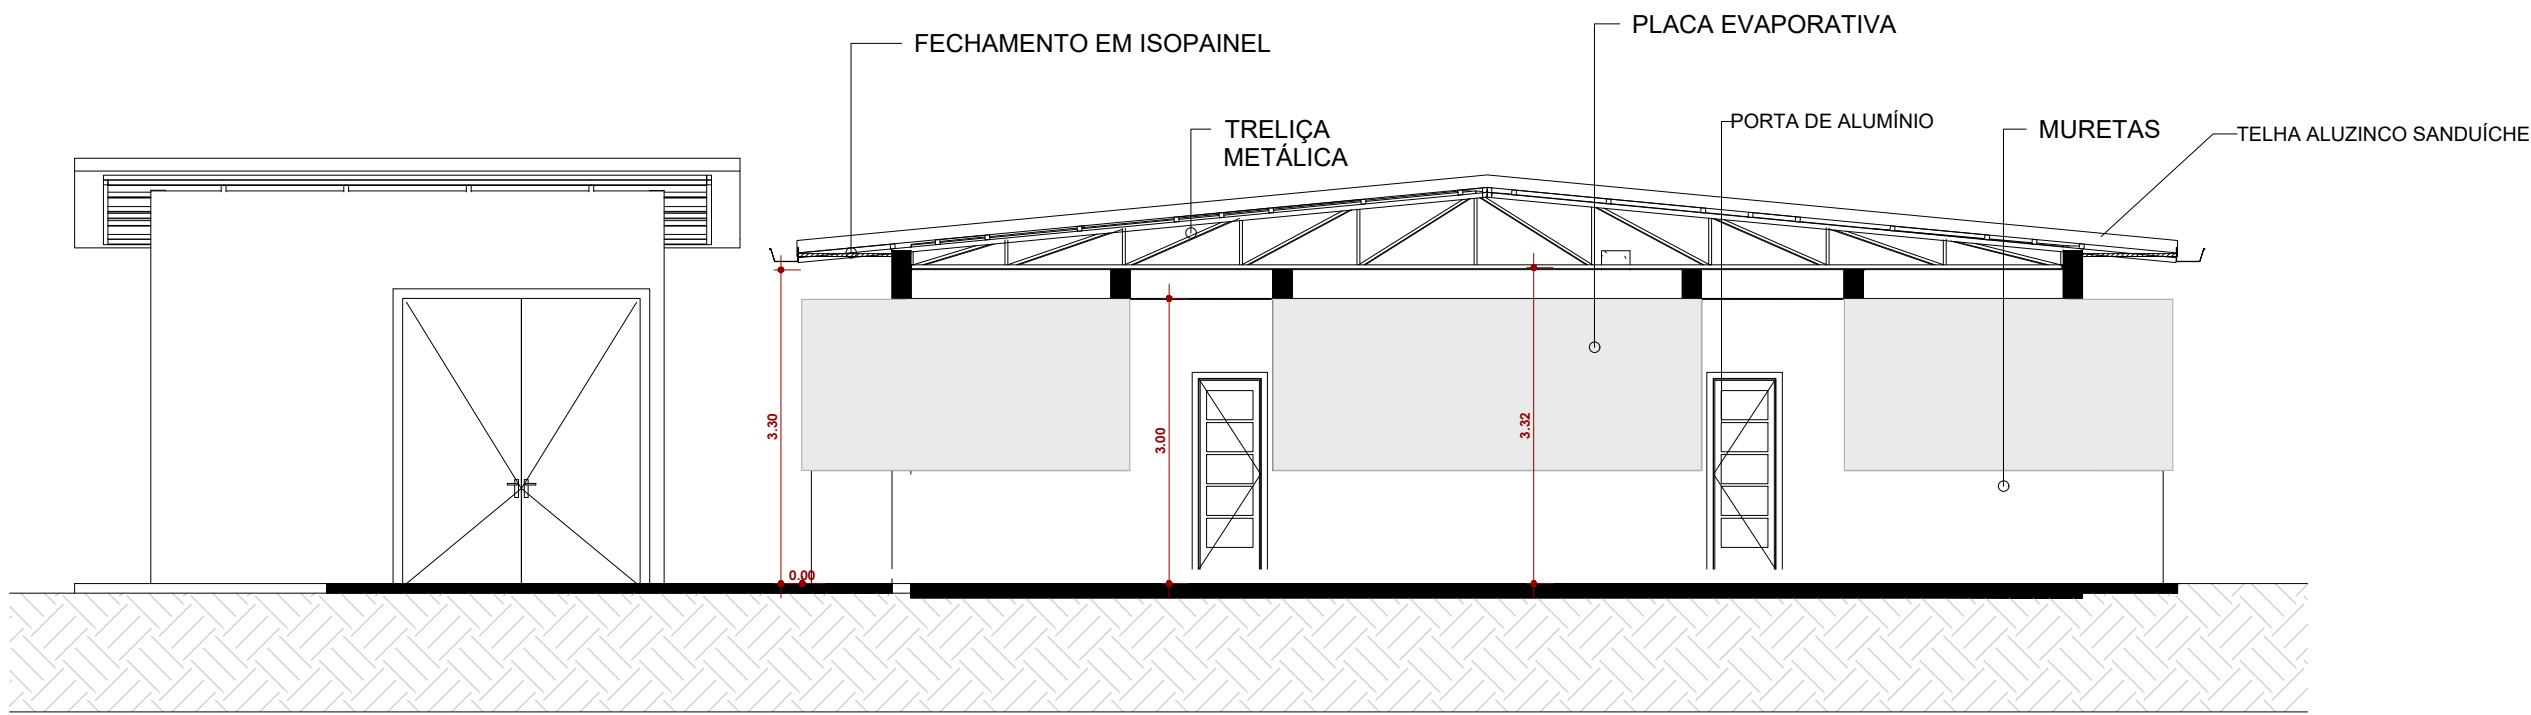 PLACA EVAPORATIVA
FECHAMENTO EM ISOPAINEL
TRELIÇA
METÁLICA
PORTA DE ALUMÍNIO
MURETAS
TELHA ALUZINCO SANDUÍCHE
3.30
3.00
3.32
0.00